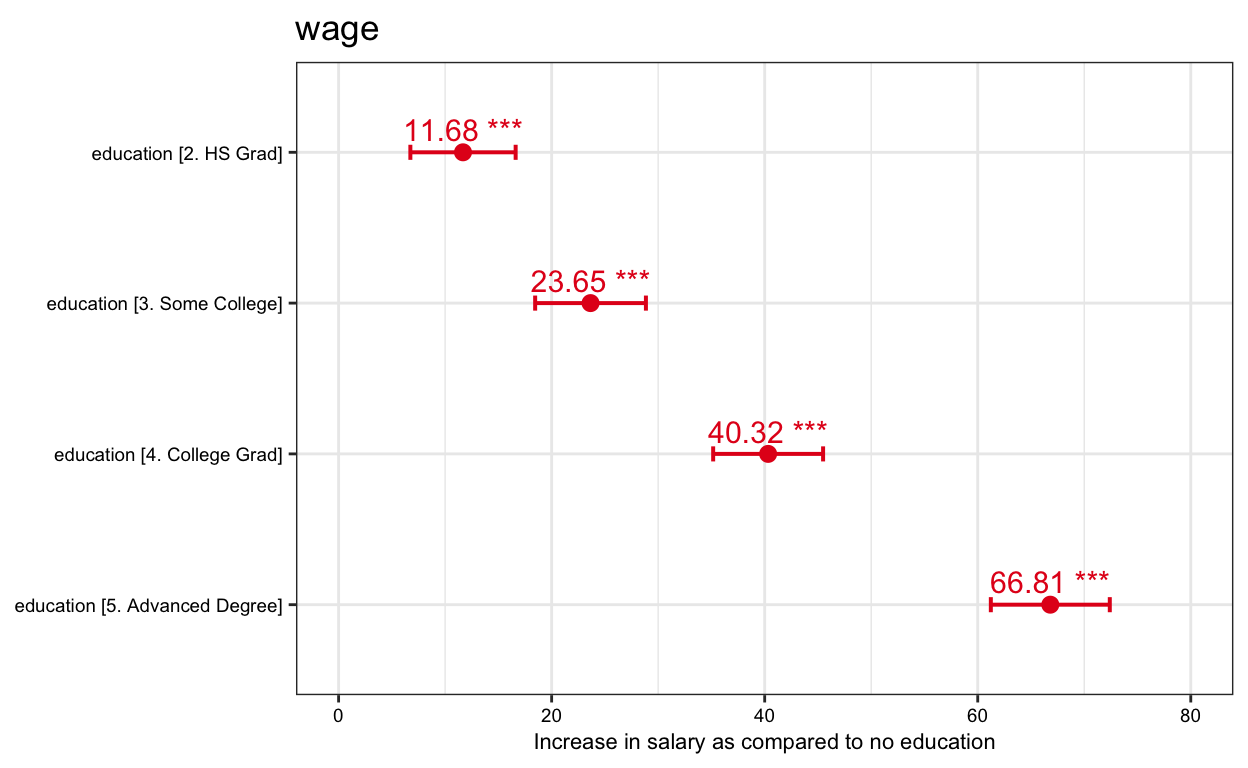 wage
11.68 ***
education [2. HS Grad]
23.65 ***
education [3. Some College]
40.32 ***
education [4. College Grad]
66.81 ***
education [5. Advanced Degree]
0 20 40 60 80
Increase in salary as compared to no education